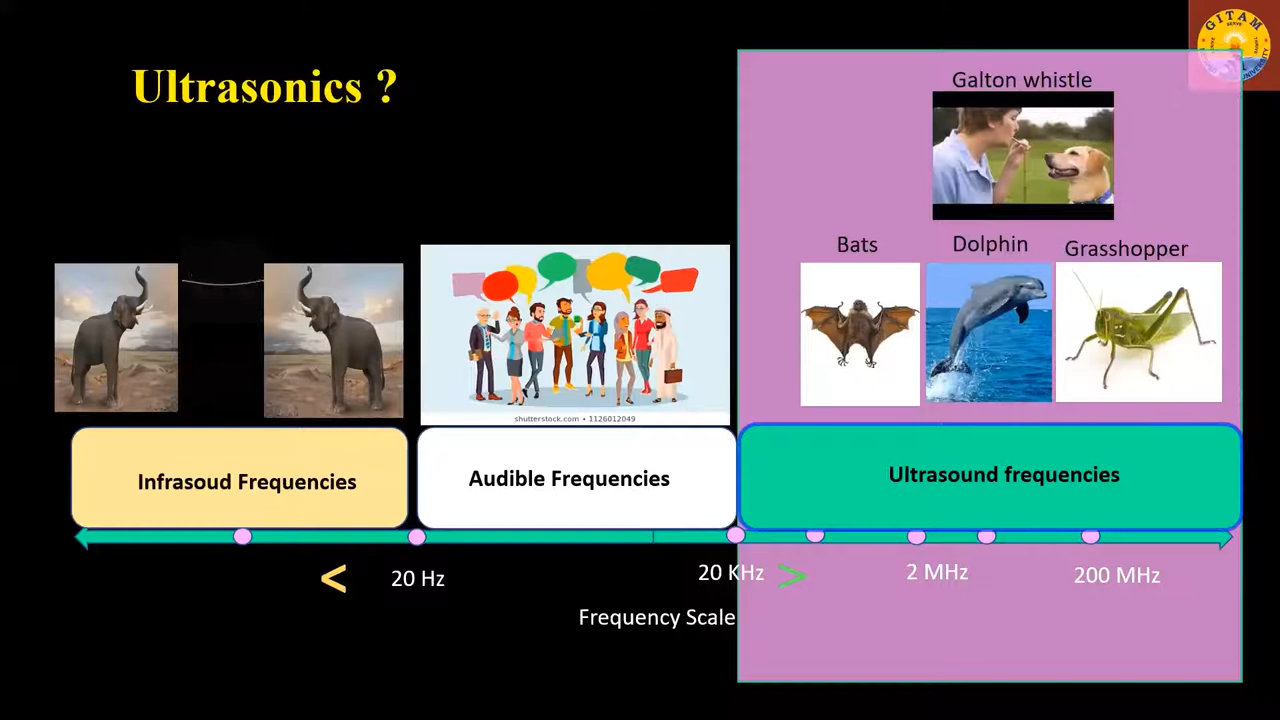 Ultrasonics ?
GITAM
UNIVERSITY
Galton whistle
Bats
Dolphin
Grasshopper
shutterstock.com • 1126012049
Infrasoud Frequencies
Audible Frequencies
Ultrasound frequencies
< 20 Hz
20 KHz >
2 MHz
200 MHz
Frequency Scale